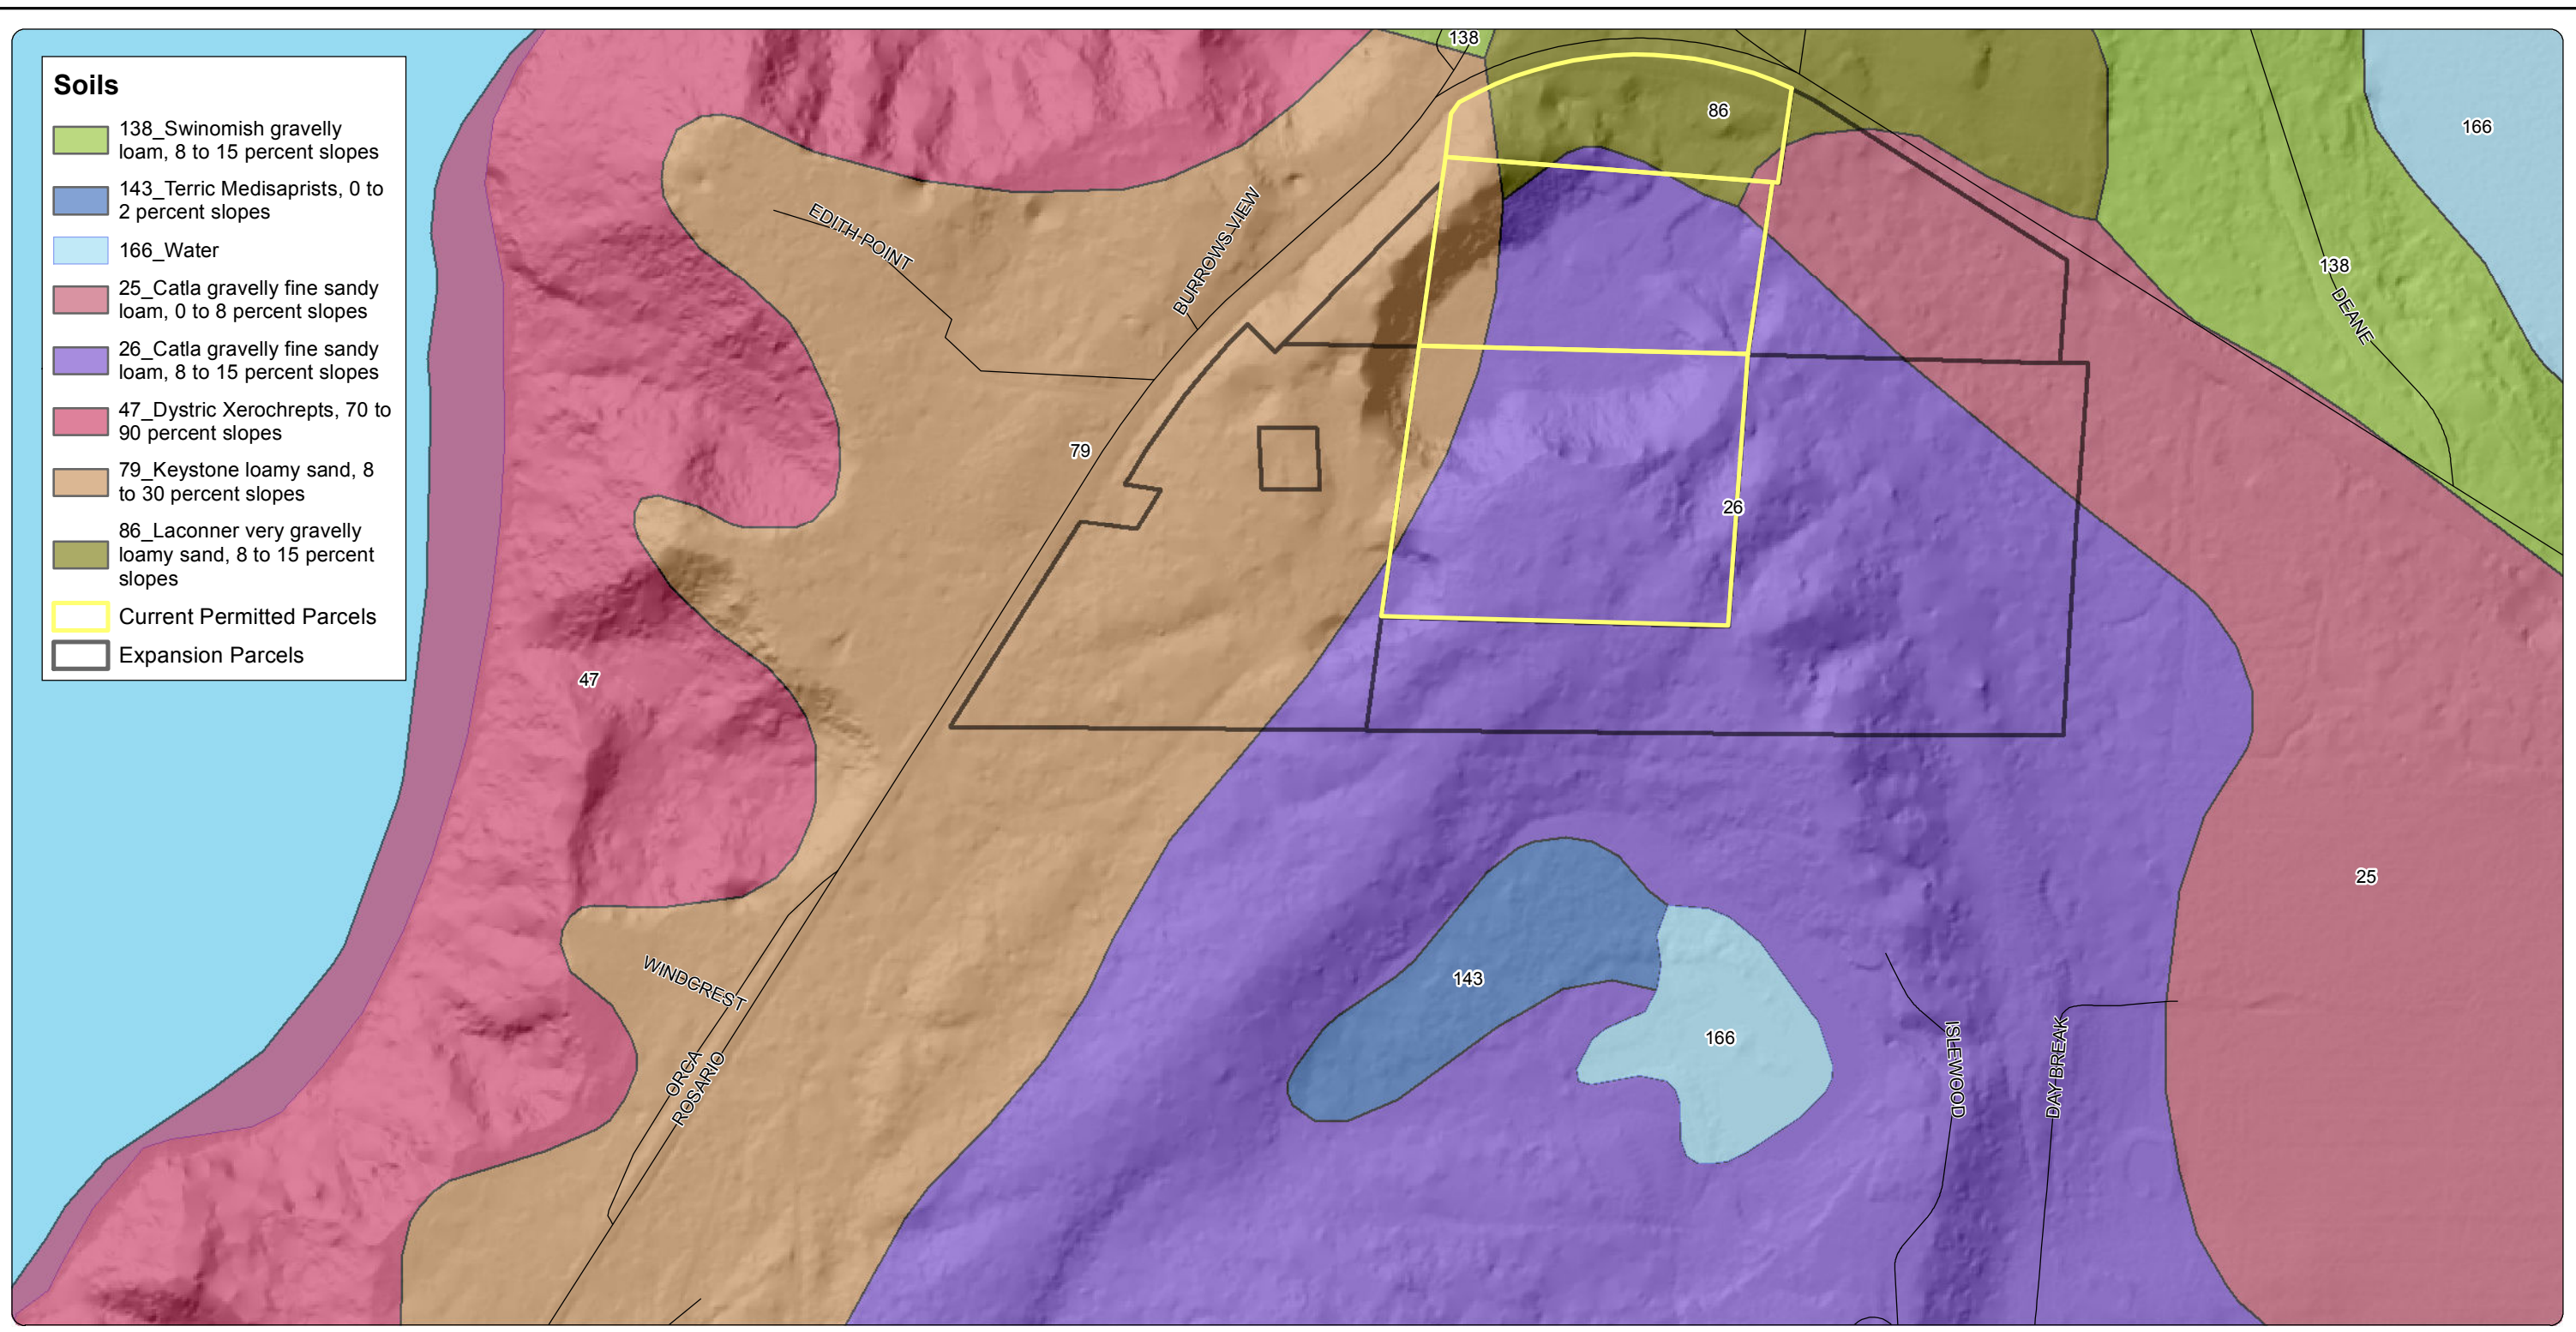 Soils
138_Swinomish gravelly
loam, 8 to 15 percent slopes
143_Terric Medisaprists, 0 to
2 percent slopes
166_Water
25_Catla gravelly fine sandy
loam, 0 to 8 percent slopes
26_Catla gravelly fine sandy
loam, 8 to 15 percent slopes
47_Dystric Xerochrepts, 70 to
90 percent slopes
79_Keystone loamy sand, 8
to 30 percent slopes
86_Laconner very gravelly
loamy sand, 8 to 15 percent
slopes
Current Permitted Parcels
Expansion Parcels
138
86
166
EDITH POINT
BURROWS VIEW
138
DEANE
79
26
47
25
WINDCREST
143
166
ORCA
ROSARIO
ISLEWOOD
DAY BREAK